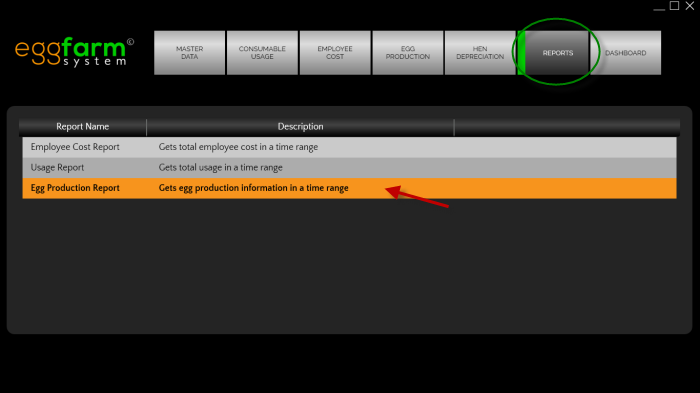 eggfarm©
system
MASTER
DATA
CONSUMABLE
USAGE
EMPLOYEE
COST
EGG
PRODUCTION
HEN
DEPRECIATION
REPORTS
DASHBOARD
Report Name Description
Employee Cost Report Gets total employee cost in a time range
Usage Report Gets total usage in a time range
Egg Production Report Gets egg production information in a time range